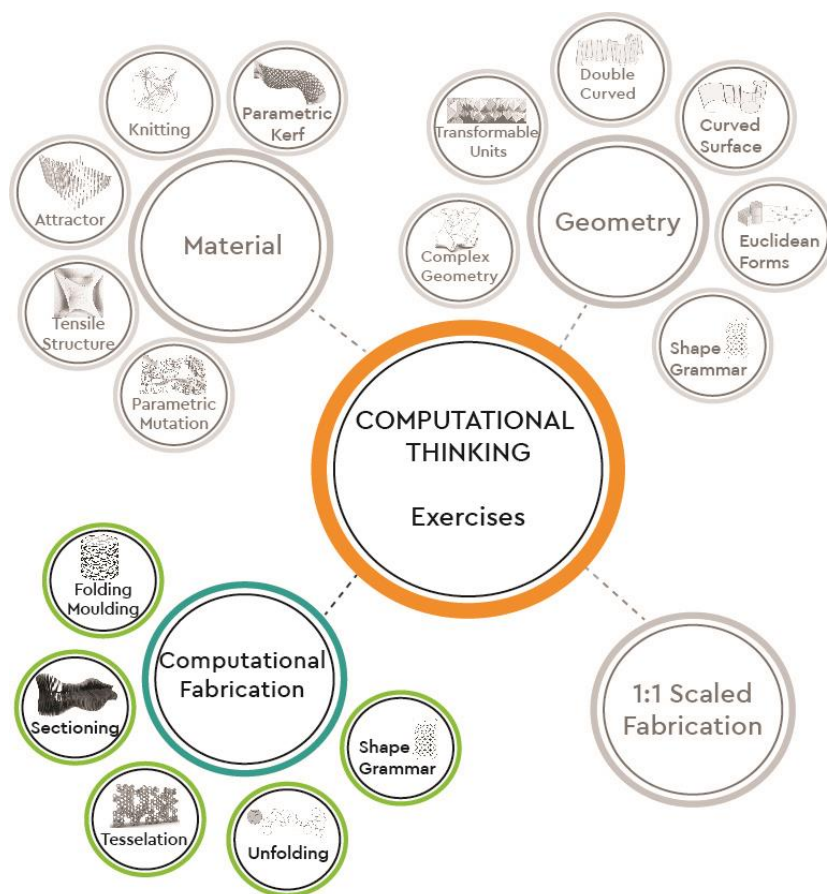 Knitting
Parametric
Kerf
Attractor
Material
Tensile
Structure
Parametric
Mutation
Double
Curved
Transformable
Units
Curved
Surface
Geometry
Complex
Geometry
Euclidean
Forms
Shape
Grammar
COMPUTATIONAL
THINKING
Exercises
Folding
Moulding
Computational
Fabrication
Sectioning
Shape
Grammar
Tesselation
Unfolding
1:1 Scaled
Fabrication